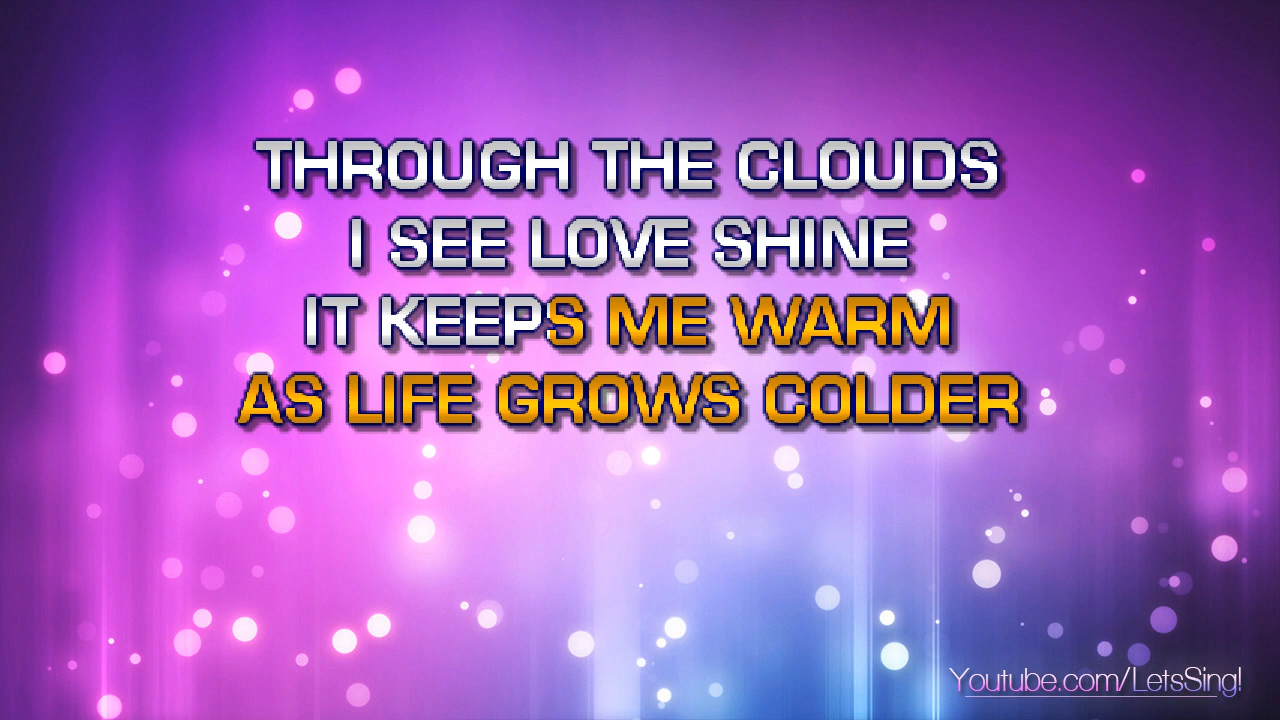 THROUGH THE CLOUDS
I SEE LOVE SHINE
IT KEEPS ME WARM
AS LIFE GROWS COLDER
Youtube.com/LetsSing!